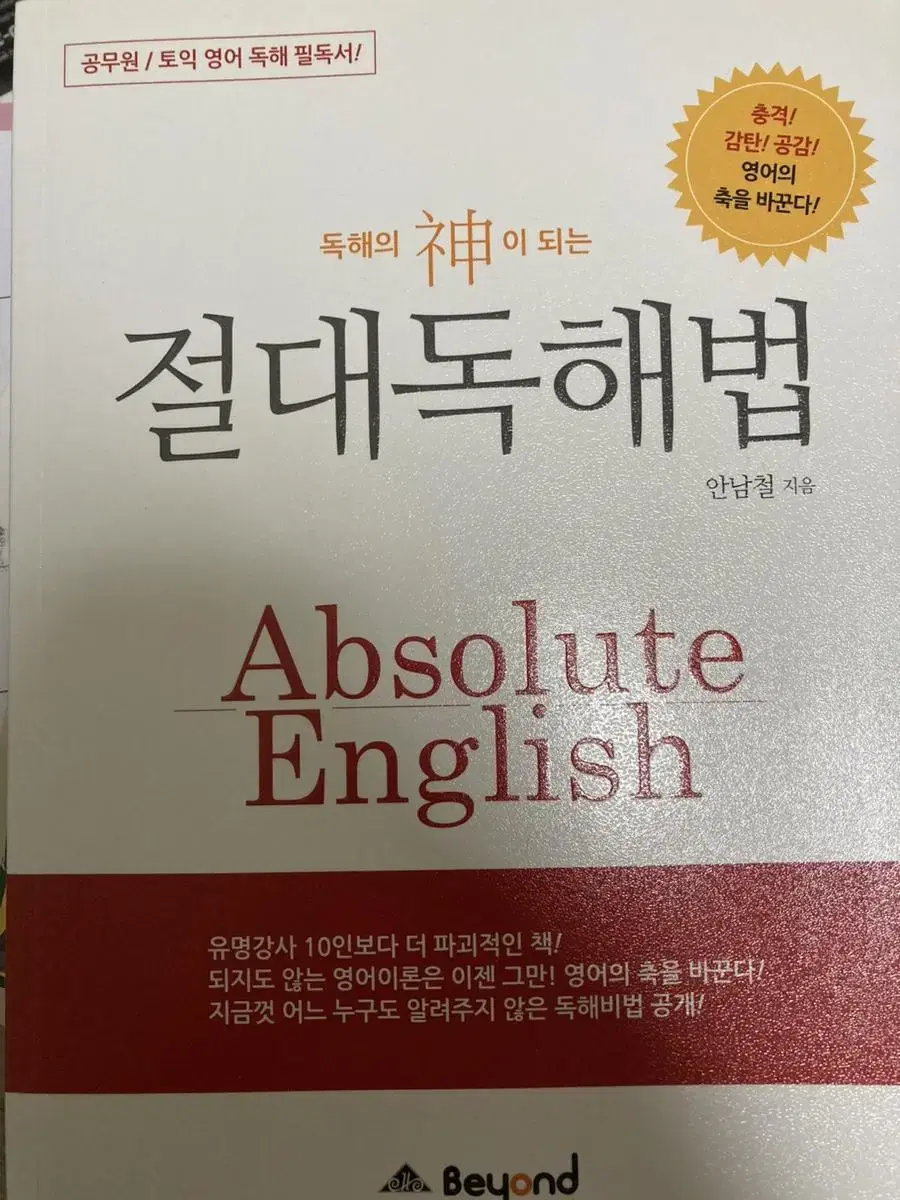 공무원 / 토익 영어 독해 필독서!
충격!
감탄! 공감!
영어의
축을 바꾼다!
독해의 神이 되는
절대독해법
안남철 지음
Absolute
English
유명강사 10인보다 더 파괴적인 책!
되지도 않는 영어이론은 이젠 그만! 영어의 축을 바꾼다!
지금껏 어느 누구도 알려주지 않은 독해비법 공개!
Beyond